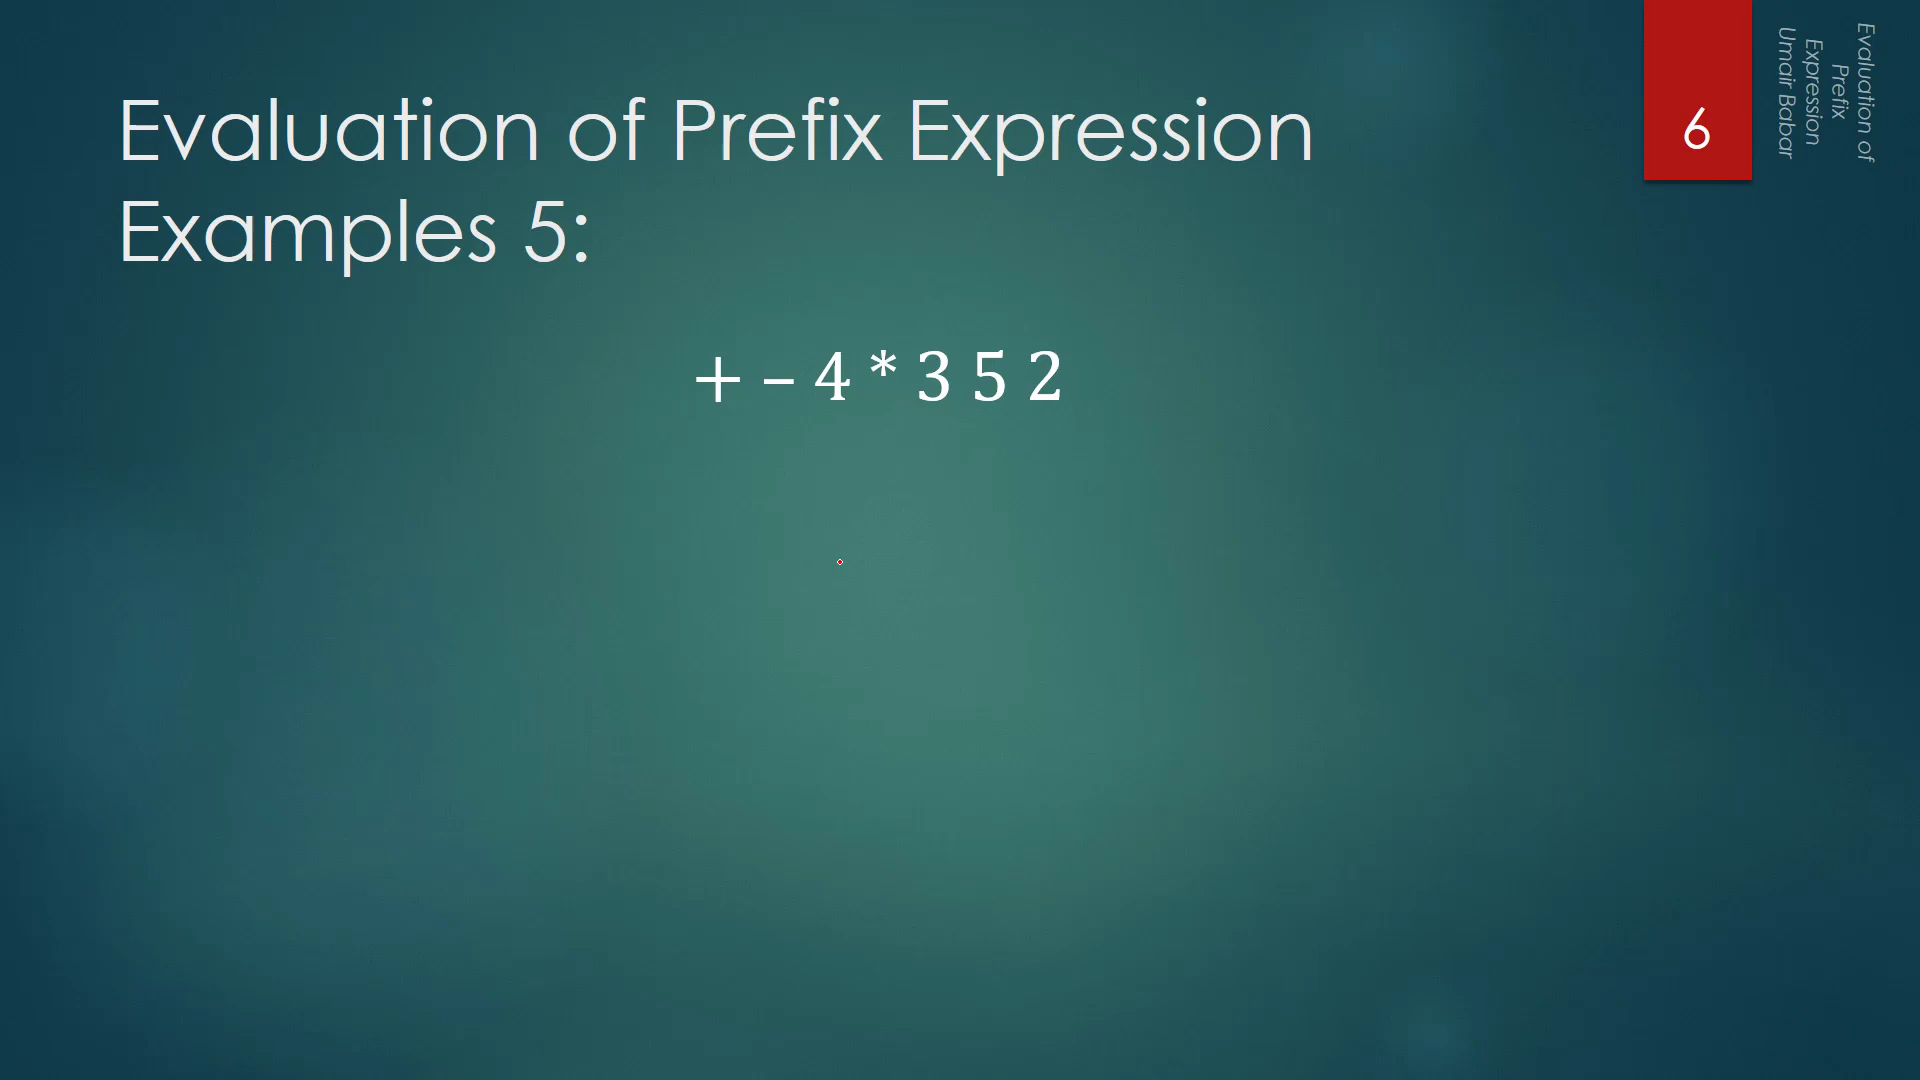 Evaluation of Prefix Expression
Examples 5:
+ – 4 * 3 5 2
6
Evaluation of
Prefix
Expression
Umair Babar